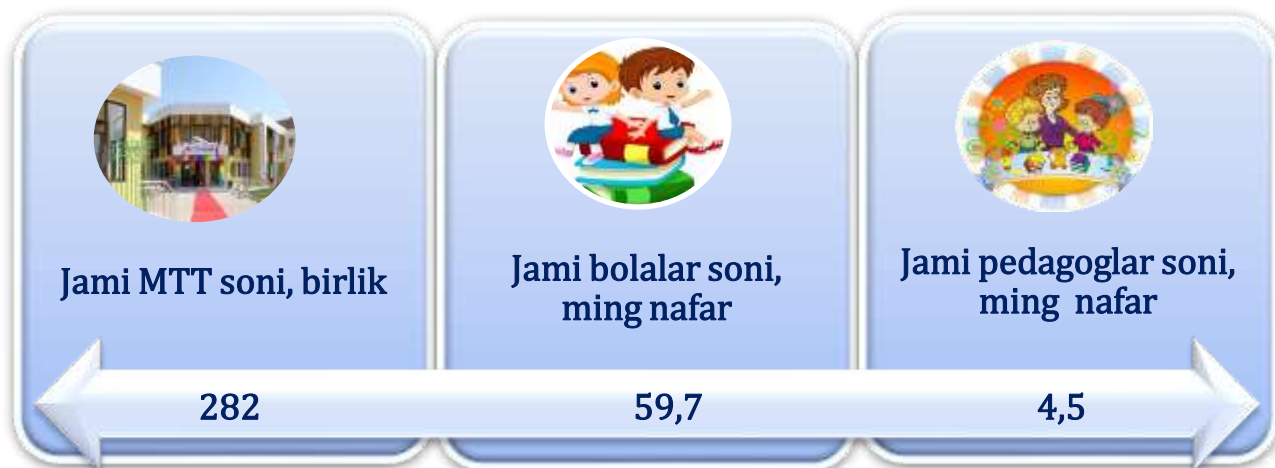 Jami MTT soni, birlik
Jami bolalar soni,
ming nafar
Jami pedagoglar soni,
ming nafar
282
59,7
4,5